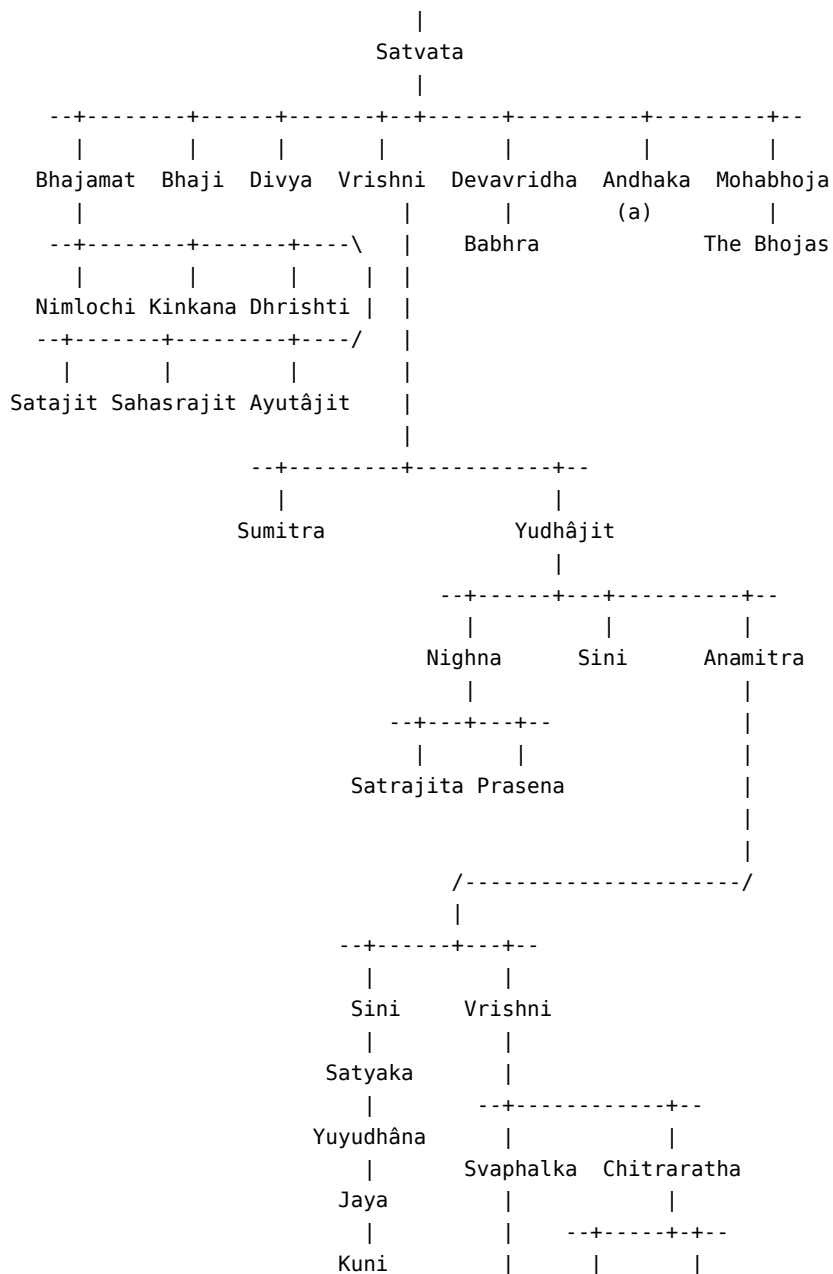 Satvata
Bhajamat Bhaji Divya Vrishni Devavridha Andhaka Mohabhoja
(a)
Babhra The Bhojas
Nimlochi Kinkana Dhrishti
Satajit Sahasrajit Ayutâjit
Sumitra Yudhâjit
Nighna Sini Anamitra
Satrajita Prasena
Sini Vrishni
Satyaka
Yuyudhâna
Svaphalka Chitraratha
Jaya
Kuni